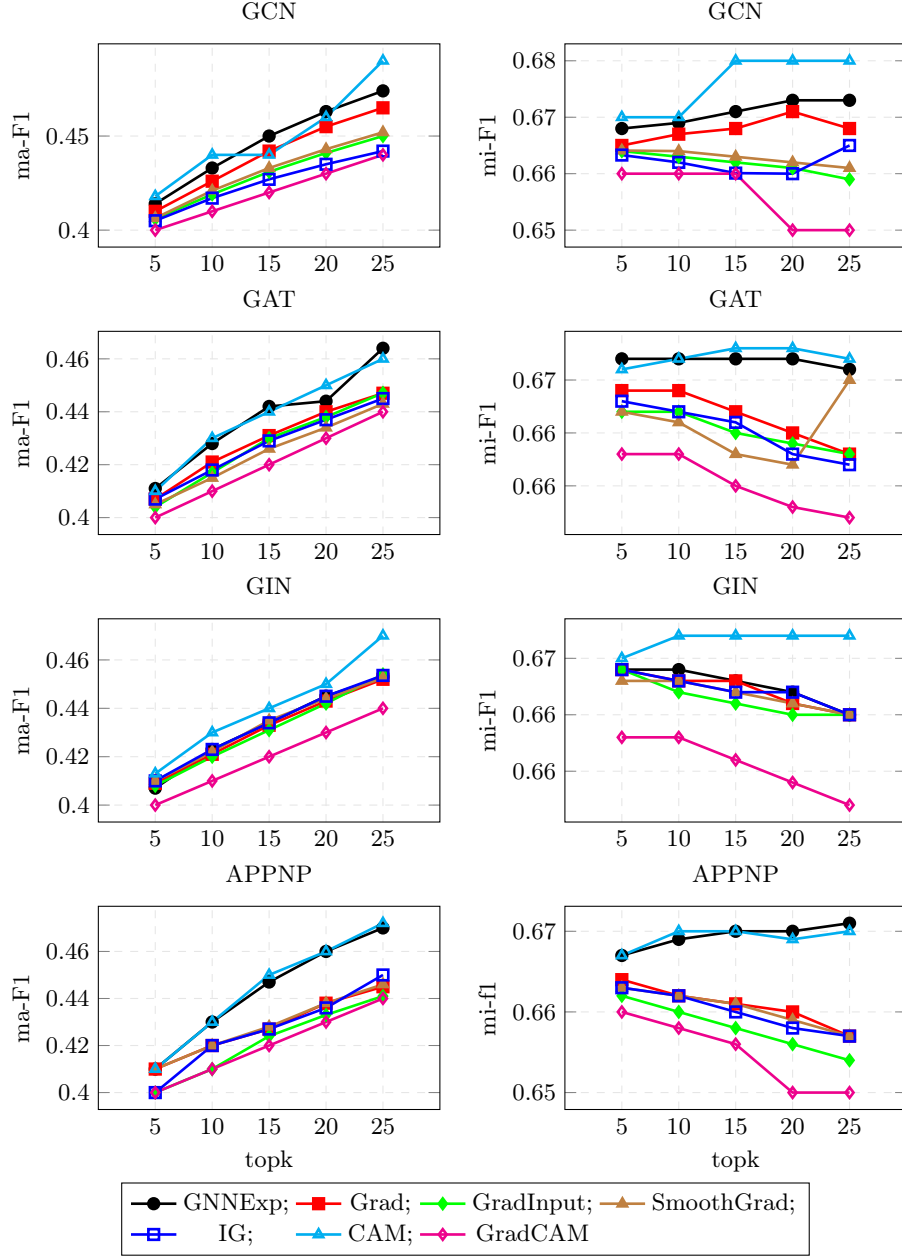 GCN
GCN
0.45
0.4
ma-F1
5 10 15 20 25
0.68
0.67
0.66
0.65
mi-F1
5 10 15 20 25
GAT
GAT
0.46
0.44
0.42
0.4
ma-F1
5 10 15 20 25
0.67
0.66
0.66
mi-F1
5 10 15 20 25
GIN
GIN
0.46
0.44
0.42
0.4
ma-F1
5 10 15 20 25
0.67
0.66
0.66
mi-F1
5 10 15 20 25
APPNP
APPNP
0.46
0.44
0.42
0.4
ma-F1
5 10 15 20 25
topk
0.67
0.66
0.65
mi-f1
5 10 15 20 25
topk
GNNExp; Grad; GradInput; SmoothGrad;
IG; CAM; GradCAM